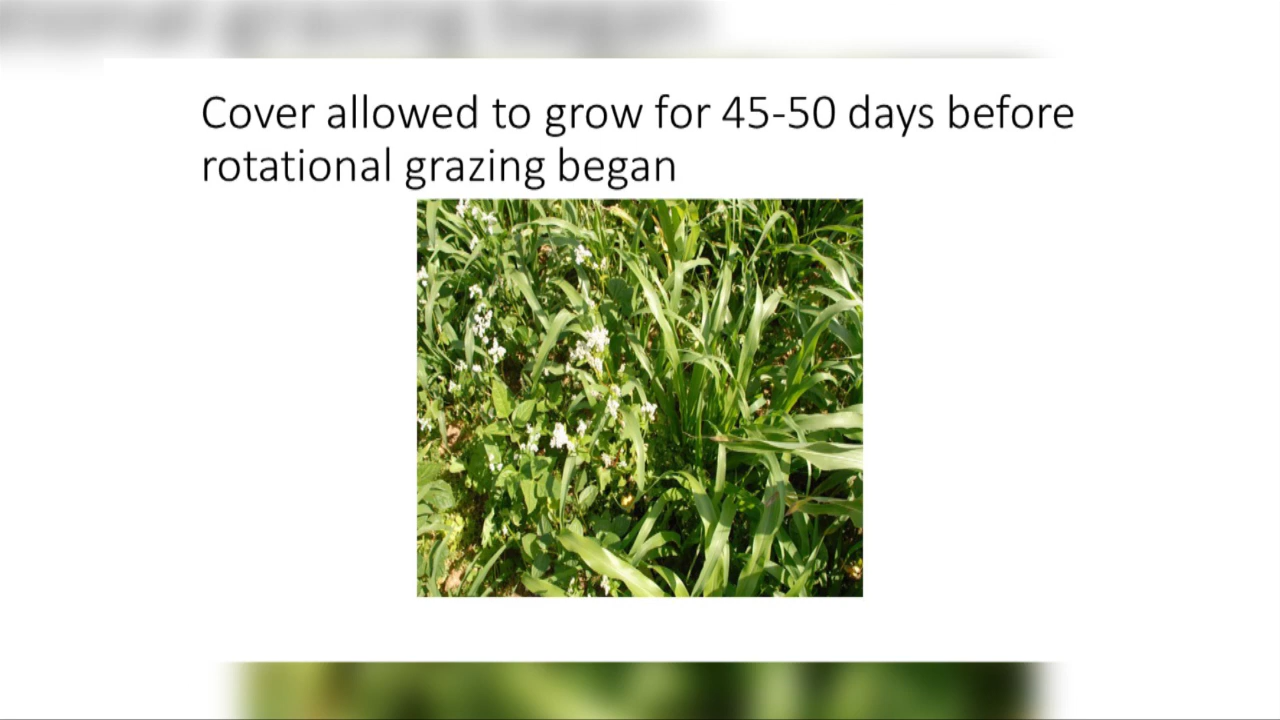 Cover allowed to grow for 45-50 days before
rotational grazing began